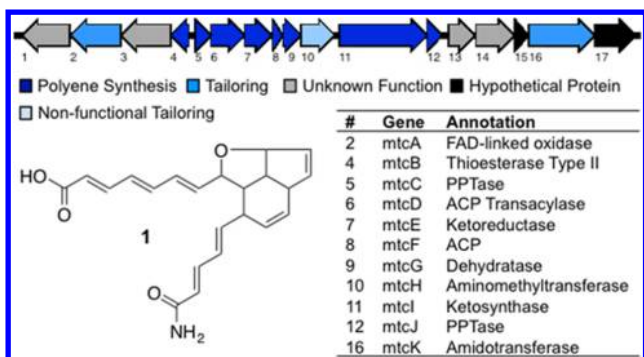 1 2 3 4 5 6 7 8 9 10 11 12 13 14 15 16 17
Polyene Synthesis Tailoring Unknown Function Hypothetical Protein
Non-functional Tailoring
# Gene Annotation
2 mtcA FAD-linked oxidase
4 mtcB Thioesterase Type II
5 mtcC PPTase
6 mtcD ACP Transacylase
7 mtcE Ketoreductase
8 mtcF ACP
9 mtcG Dehydratase
10 mtcH Aminomethyltransferase
11 mtcI Ketosynthase
12 mtcJ PPTase
16 mtcK Amidotransferase
O
HO
O
1
O
NH2